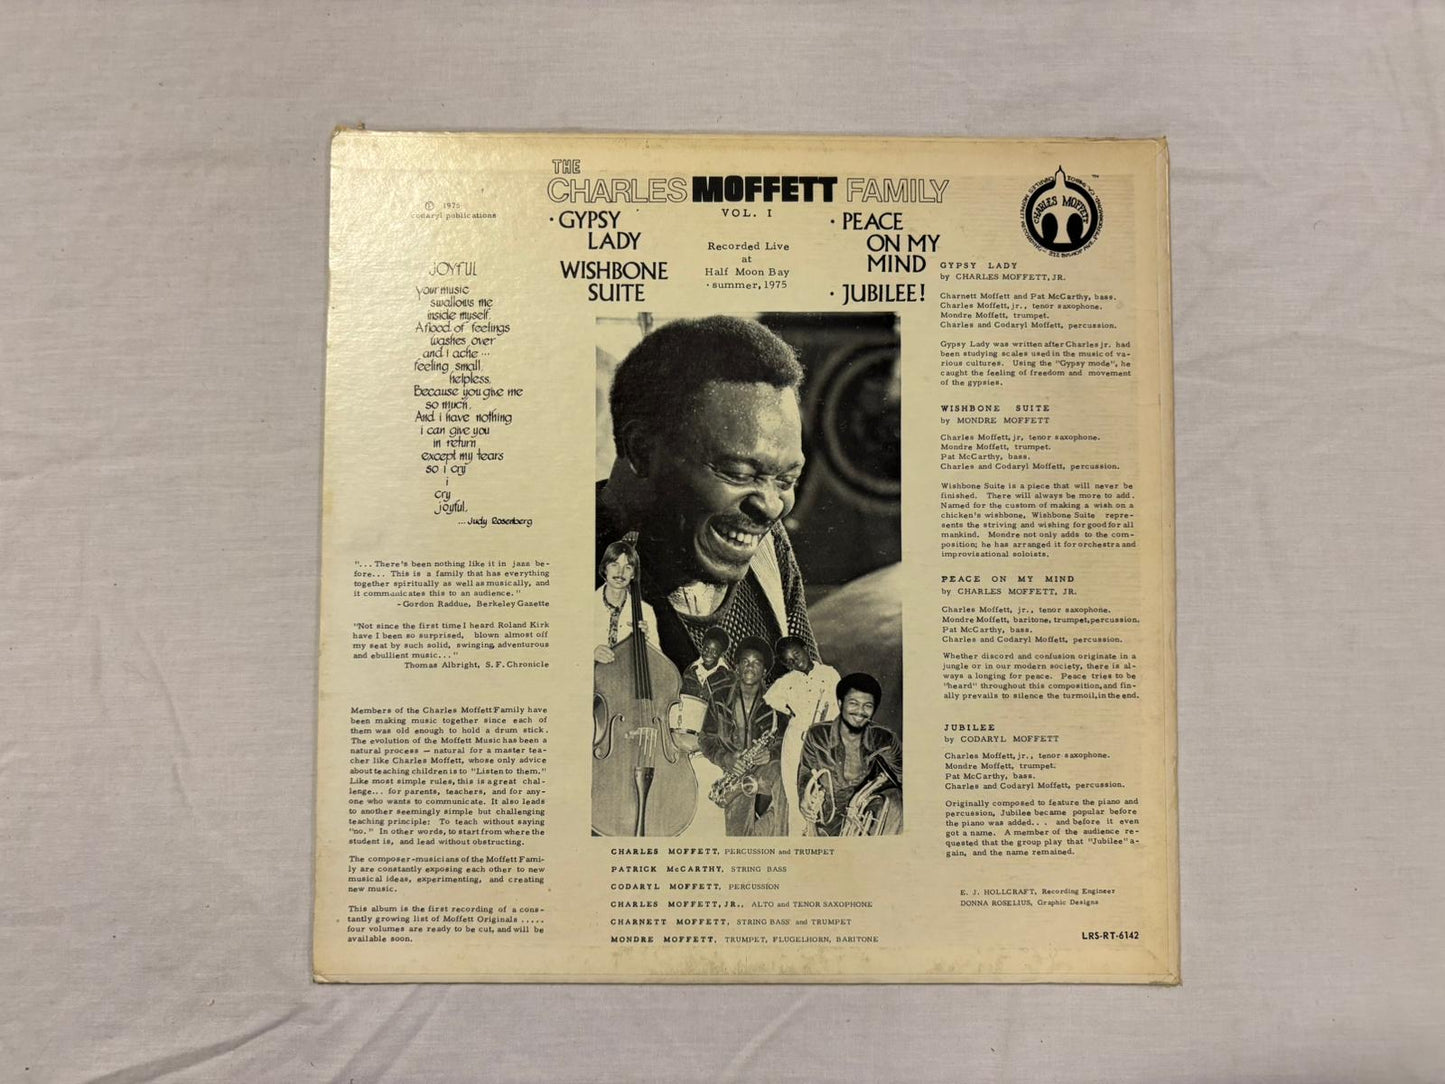 THE
CHARLES MOFFETT FAMILY
VOL. I
Ⓟ 1975
codaryl publications
• GYPSY
LADY
WISHBONE
SUITE
Recorded Live
at
Half Moon Bay
• summer, 1975
• PEACE
ON MY
MIND
• JUBILEE!
CHARLES MOFFETT
TM
JOYFUL
your music
swallows me
inside myself.
A flood of feelings
washes over
and i ache ...
feeling small,
helpless.
Because you give me
so much,
And i have nothing
i can give you
in return
except my tears
so i cry
i
cry
joyful.
... Judy Rosenberg
"... There's been nothing like it in jazz be-
fore... This is a family that has everything
together spiritually as well as musically, and
it communicates this to an audience."
- Gordon Raddue, Berkeley Gazette
"Not since the first time I heard Roland Kirk
have I been so surprised, blown almost off
my seat by such solid, swinging, adventurous
and ebullient music..."
Thomas Albright, S.F. Chronicle
Members of the Charles Moffett Family have
been making music together since each of
them was old enough to hold a drum stick.
The evolution of the Moffett Music has been a
natural process — natural for a master tea-
cher like Charles Moffett, whose only advice
about teaching children is to "Listen to them."
Like most simple rules, this is a great chal-
lenge... for parents, teachers, and for any-
one who wants to communicate. It also leads
to another seemingly simple but challenging
teaching principle: To teach without saying
"no." In other words, to start from where the
student is, and lead without obstructing.
The composer-musicians of the Moffett Fami-
ly are constantly exposing each other to new
musical ideas, experimenting, and creating
new music.
This album is the first recording of a cons-
tantly growing list of Moffett Originals .....
four volumes are ready to be cut, and will be
available soon.
CHARLES MOFFETT, PERCUSSION and TRUMPET
PATRICK McCARTHY, STRING BASS
CODARYL MOFFETT, PERCUSSION
CHARLES MOFFETT, JR., ALTO and TENOR SAXOPHONE
CHARNETT MOFFETT, STRING BASS and TRUMPET
MONDRE MOFFETT, TRUMPET, FLUGELHORN, BARITONE
GYPSY LADY
by CHARLES MOFFETT, JR.
Charnett Moffett and Pat McCarthy, bass.
Charles Moffett, jr., tenor saxophone.
Mondre Moffett, trumpet.
Charles and Codaryl Moffett, percussion.
Gypsy Lady was written after Charles jr. had
been studying scales used in the music of va-
rious cultures. Using the "Gypsy mode", he
caught the feeling of freedom and movement
of the gypsies.
WISHBONE SUITE
by MONDRE MOFFETT
Charles Moffett, jr, tenor saxophone.
Mondre Moffett, trumpet.
Pat McCarthy, bass.
Charles and Codaryl Moffett, percussion.
Wishbone Suite is a piece that will never be
finished. There will always be more to add.
Named for the custom of making a wish on a
chicken's wishbone, Wishbone Suite repre-
sents the striving and wishing for good for all
mankind. Mondre not only adds to the com-
position; he has arranged it for orchestra and
improvisational soloists.
PEACE ON MY MIND
by CHARLES MOFFETT, JR.
Charles Moffett, jr., tenor saxophone.
Mondre Moffett, baritone, trumpet, percussion.
Pat McCarthy, bass.
Charles and Codaryl Moffett, percussion.
Whether discord and confusion originate in a
jungle or in our modern society, there is al-
ways a longing for peace. Peace tries to
"heard" throughout this composition, and fin-
ally prevails to silence the turmoil, in the end.
JUBILEE
by CODARYL MOFFETT
Charles Moffett, jr., tenor saxophone.
Mondre Moffett, trumpet.
Pat McCarthy, bass.
Charles and Codaryl Moffett, percussion.
Originally composed to feature the piano and
percussion, Jubilee became popular before
the piano was added... and before it even
got a name. A member of the audience re-
quested that the group play that "Jubilee" a-
gain, and the name remained.
E. J. HOLLCRAFT, Recording Engineer
DONNA ROSELIUS, Graphic Designs
LRS-RT-6142